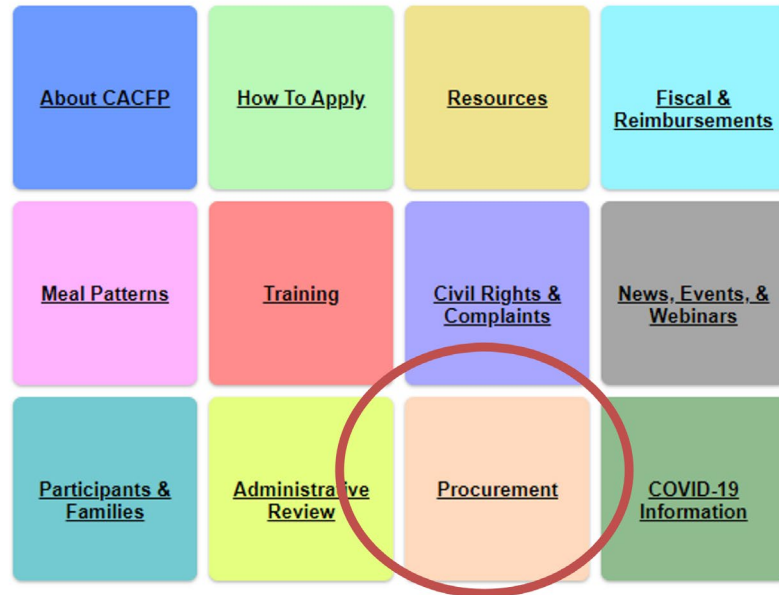 About CACFP
How To Apply
Resources
Fiscal &
Reimbursements
Meal Patterns
Training
Civil Rights &
Complaints
News, Events, &
Webinars
Participants &
Families
Administrative
Review
Procurement
COVID-19
Information